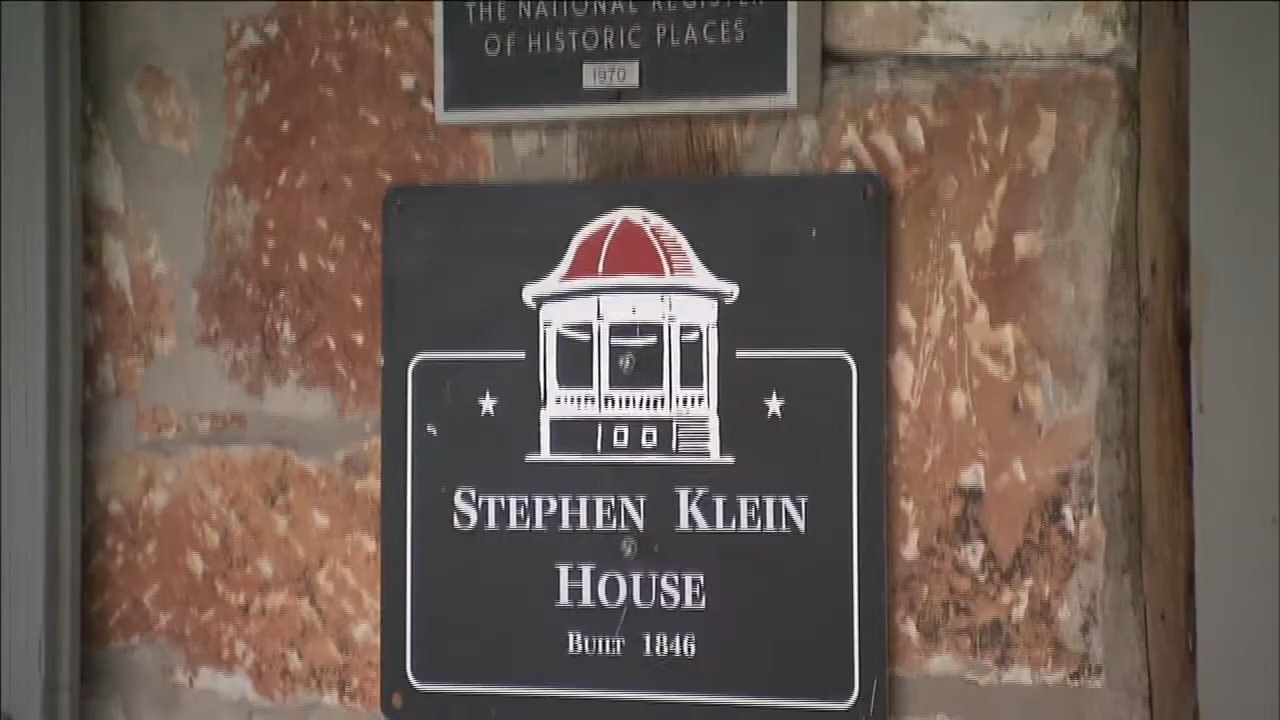 THE NATIONAL REGISTER
OF HISTORIC PLACES
1970
STEPHEN KLEIN
HOUSE
BUILT 1846